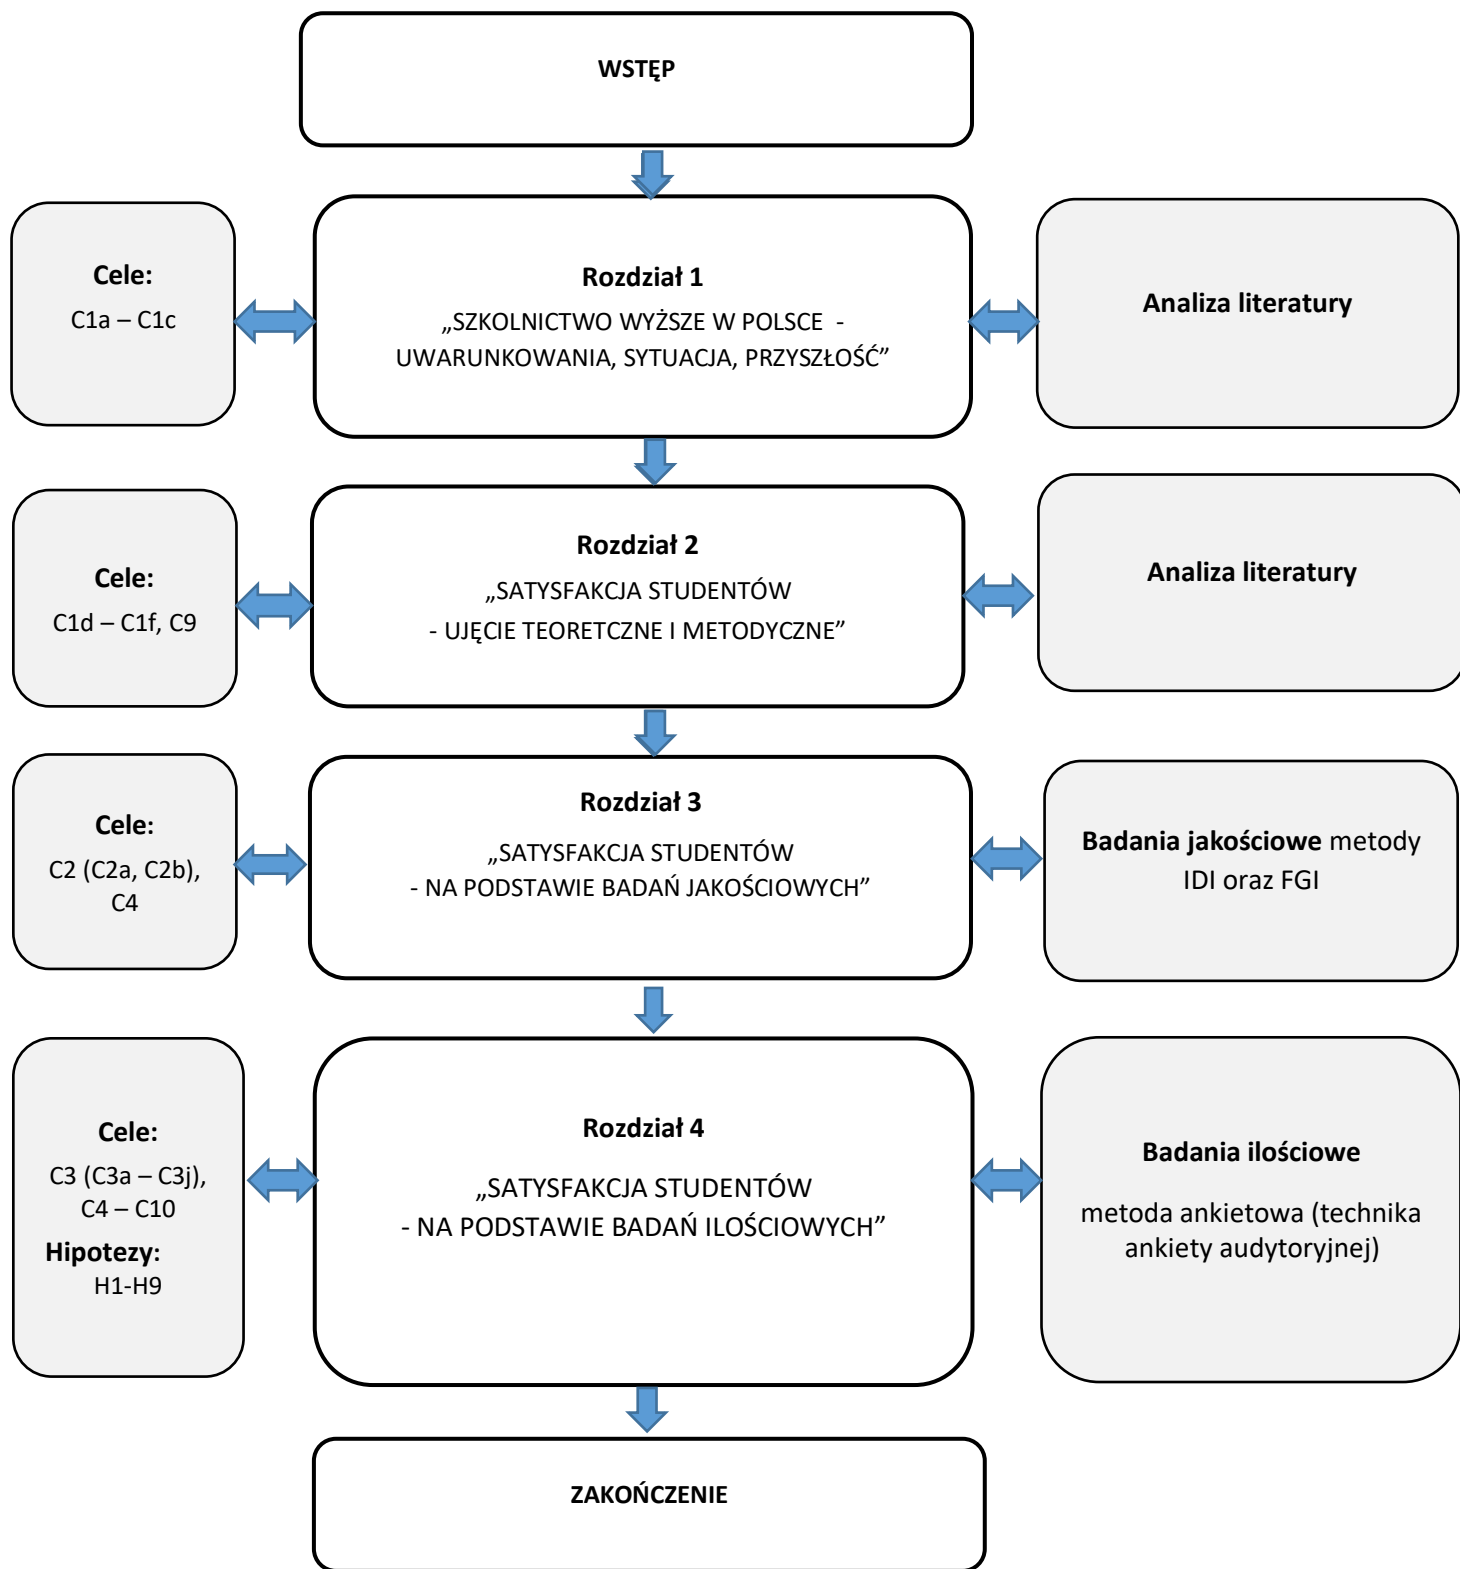 WSTĘP
Cele:
C1a – C1c
Rozdział 1
„SZKOLNICTWO WYŻSZE W POLSCE -
UWARUNKOWANIA, SYTUACJA, PRZYSZŁOŚĆ”
Analiza literatury
Cele:
C1d – C1f, C9
Rozdział 2
„SATYSFAKCJA STUDENTÓW
- UJĘCIE TEORETCZNE I METODYCZNE”
Analiza literatury
Cele:
C2 (C2a, C2b),
C4
Rozdział 3
„SATYSFAKCJA STUDENTÓW
- NA PODSTAWIE BADAŃ JAKOŚCIOWYCH”
Badania jakościowe metody
IDI oraz FGI
Cele:
C3 (C3a – C3j),
C4 – C10
Hipotezy:
H1-H9
Rozdział 4
„SATYSFAKCJA STUDENTÓW
- NA PODSTAWIE BADAŃ ILOŚCIOWYCH”
Badania ilościowe
metoda ankietowa (technika
ankiety audytoryjnej)
ZAKOŃCZENIE